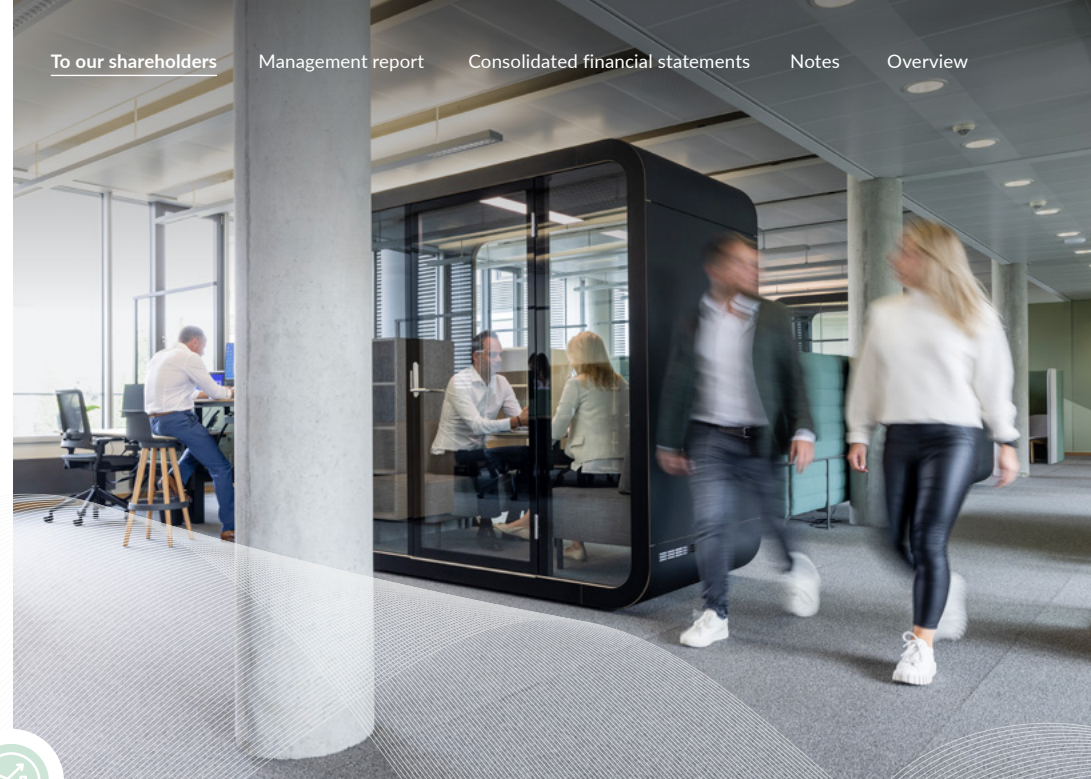 To our shareholders
Management report
Consolidated financial statements
Notes
Overview